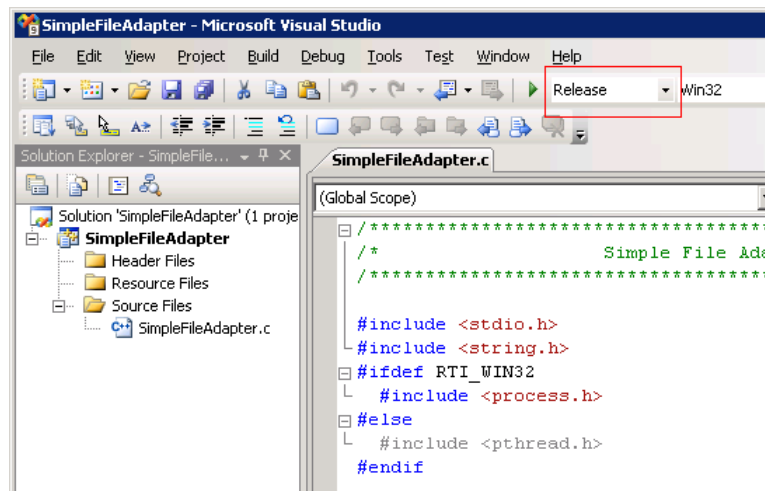 SimpleFileAdapter - Microsoft Visual Studio
File Edit View Project Build Debug Tools Test Window Help
Release Win32
Solution Explorer - SimpleFile...
SimpleFileAdapter.c
(Global Scope)
Solution 'SimpleFileAdapter' (1 proje
SimpleFileAdapter
Header Files
Resource Files
Source Files
SimpleFileAdapter.c
/*************************************
/* Simple File Ada
/*************************************
#include <stdio.h>
#include <string.h>
#ifdef RTI_WIN32
#include <process.h>
#else
#include <pthread.h>
#endif